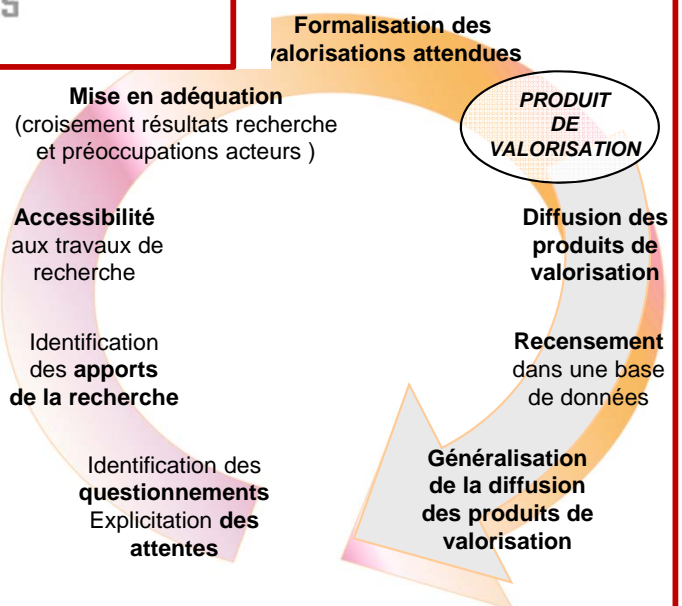 Formalisation des
valorisations attendues
Mise en adéquation
(croisement résultats recherche
et préoccupations acteurs )
PRODUIT
DE
VALORISATION
Accessibilité
aux travaux de
recherche
Diffusion des
produits de
valorisation
Identification
des apports
de la recherche
Recensement
dans une base
de données
Identification des
questionnements
Explicitation des
attentes
Généralisation
de la diffusion
des produits de
valorisation